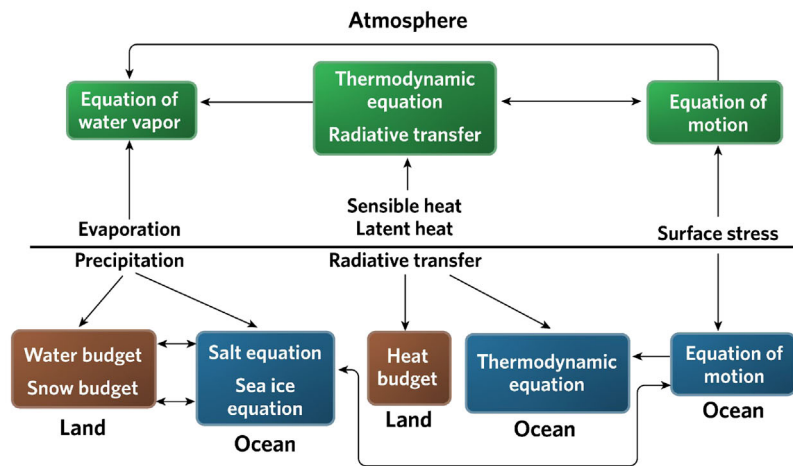 Atmosphere
Equation of
water vapor
Thermodynamic
equation
Radiative transfer
Equation of
motion
Evaporation
Sensible heat
Latent heat
Surface stress
Precipitation
Radiative transfer
Water budget
Snow budget
Land
Salt equation
Sea ice
equation
Ocean
Heat
budget
Land
Thermodynamic
equation
Ocean
Equation of
motion
Ocean